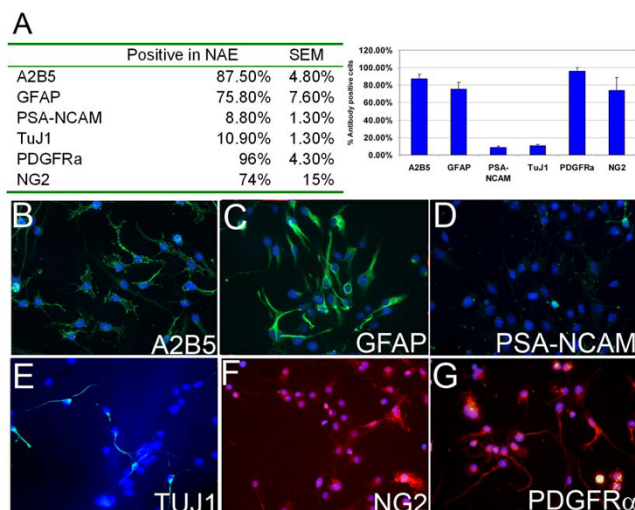 A
Positive in NAE SEM
A2B5 87.50% 4.80%
GFAP 75.80% 7.60%
PSA-NCAM 8.80% 1.30%
TuJ1 10.90% 1.30%
PDGFRa 96% 4.30%
NG2 74% 15%
% Antibody positive cells
120.00%
100.00%
80.00%
60.00%
40.00%
20.00%
0.00%
A2B5 GFAP PSA- TuJ1 PDGFRa NG2
NCAM
B
A2B5
C
GFAP
D
PSA-NCAM
E
TUJ1
F
NG2
G
PDGFRα